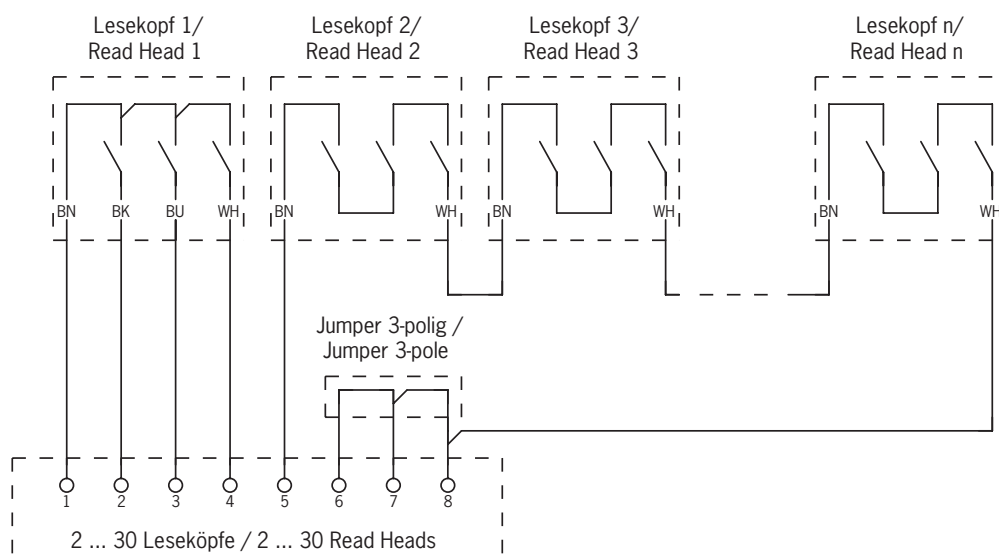 Lesekopf 1/
Read Head 1
Lesekopf 2/
Read Head 2
Lesekopf 3/
Read Head 3
Lesekopf n/
Read Head n
BN BK BU WH BN WH BN WH BN WH
Jumper 3-polig /
Jumper 3-pole
1 2 3 4 5 6 7 8
2 ... 30 Leseköpfe / 2 ... 30 Read Heads